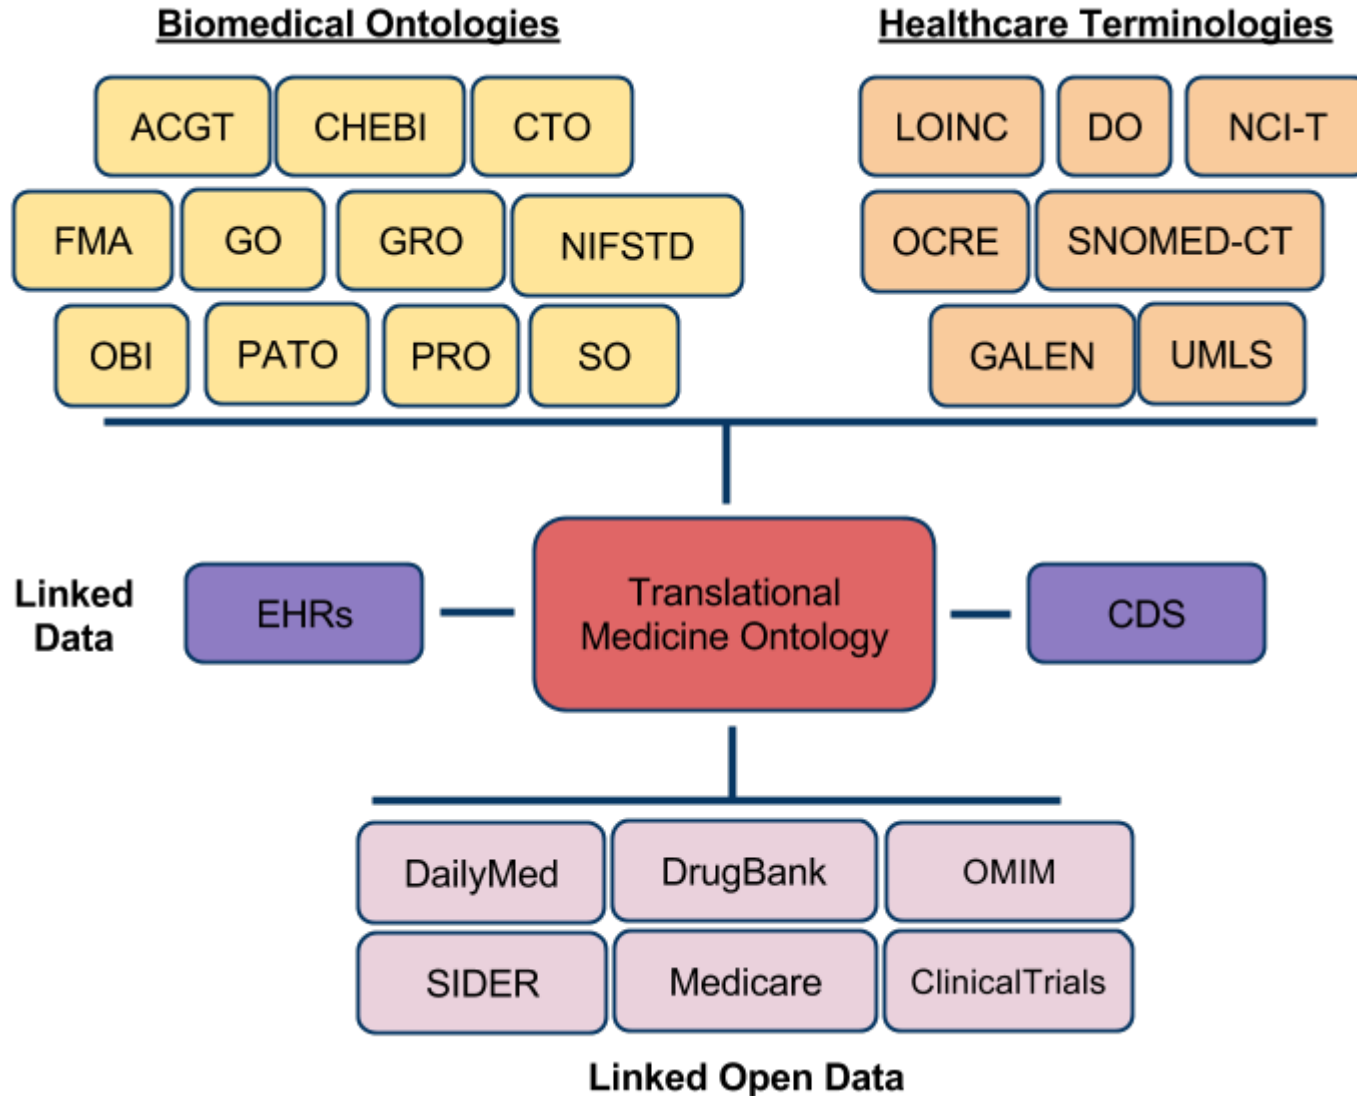 Biomedical Ontologies
Healthcare Terminologies
ACGT CHEBI CTO
LOINC DO NCI-T
FMA GO GRO NIFSTD
OCRE SNOMED-CT
OBI PATO PRO SO
GALEN UMLS
Linked
Data
EHRs
Translational
Medicine Ontology
CDS
DailyMed DrugBank OMIM
SIDER Medicare ClinicalTrials
Linked Open Data